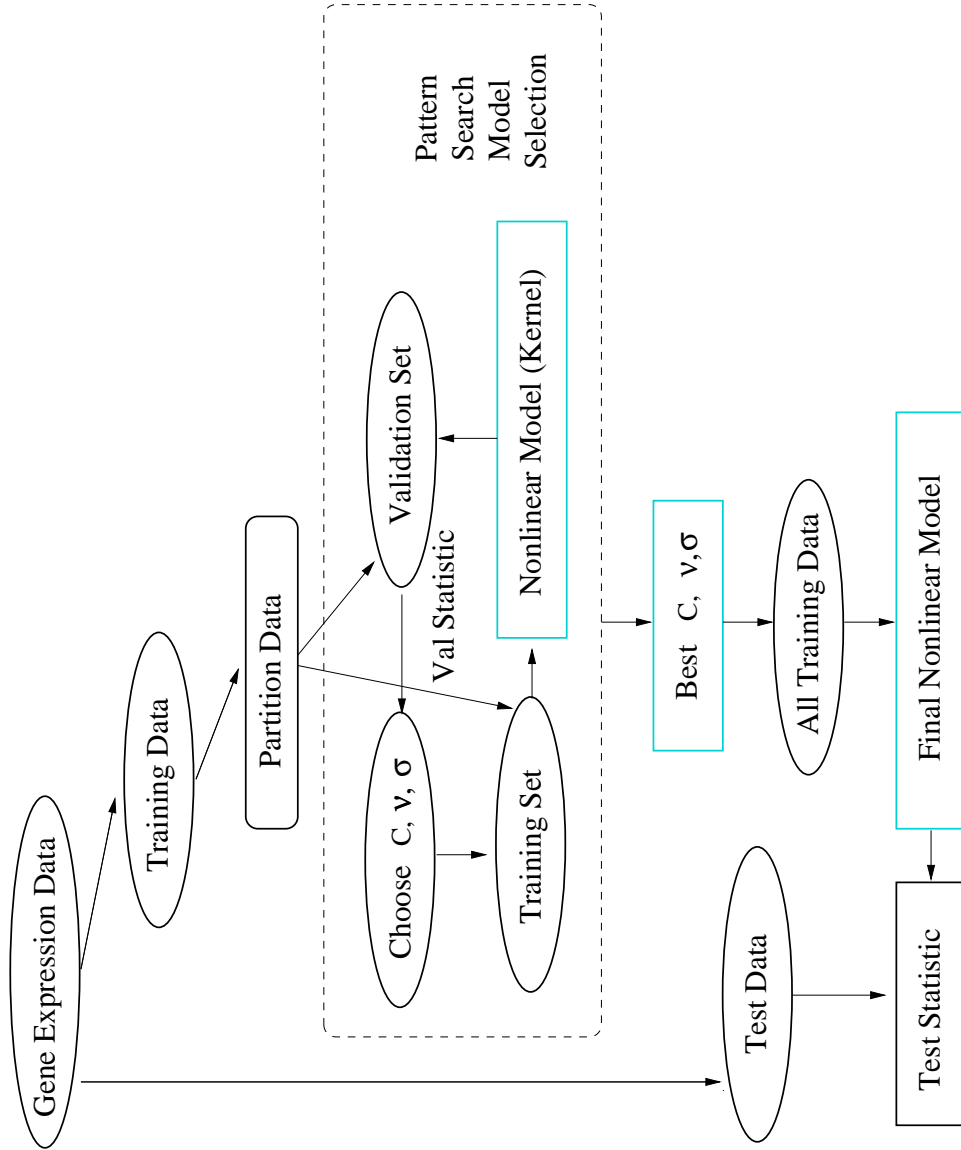 Gene Expression Data
Training Data
Partition Data
Pattern
Search
Model
Selection
Validation Set
Val Statistic
Choose C, ν, σ
Training Set
Nonlinear Model (Kernel)
Best C, ν,σ
Test Data
All Training Data
Test Statistic
Final Nonlinear Model